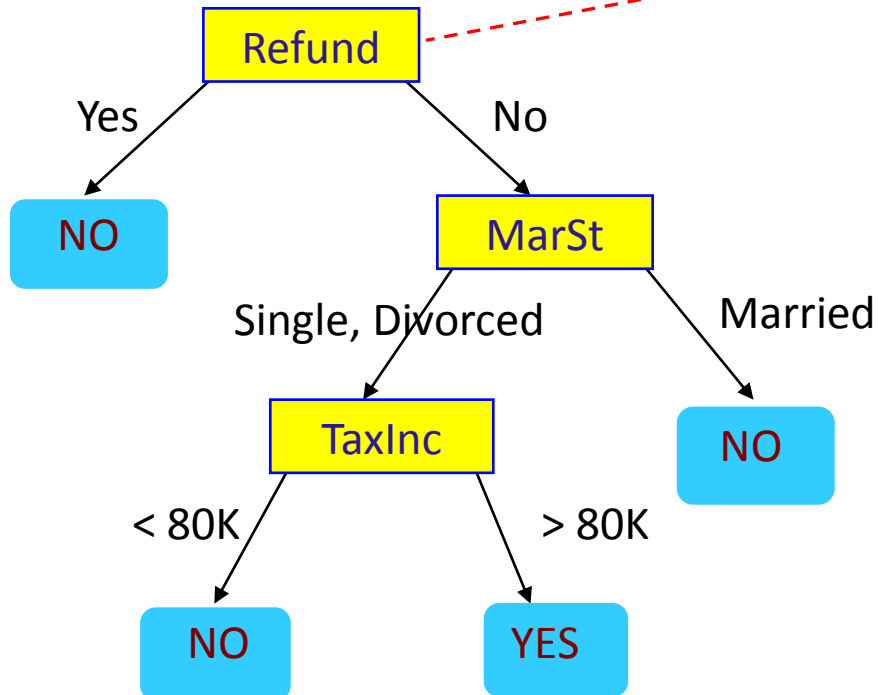 Refund
Yes
No
NO
MarSt
Single, Divorced
Married
TaxInc
NO
< 80K
> 80K
NO
YES